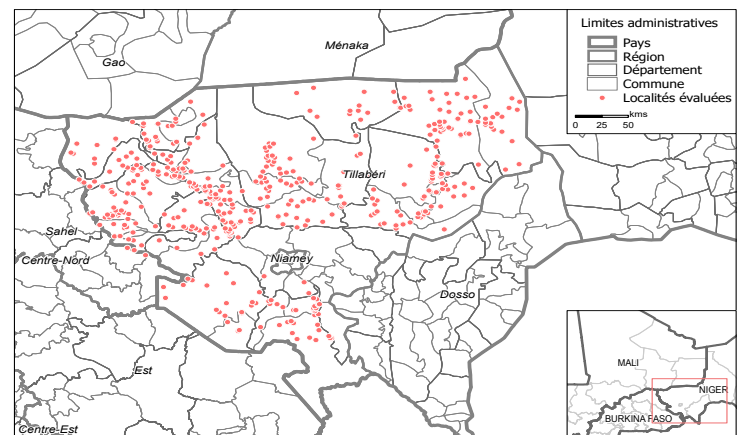 Limites administratives
Pays
Région
Département
Commune
Localités évaluées
kms
0 25 50
Ménaka
Gao
Tillabéri
Sahel
Centre-Nord
Niamey
Dosso
Est
Centre-Est
MALI
NIGER
BURKINA FASO